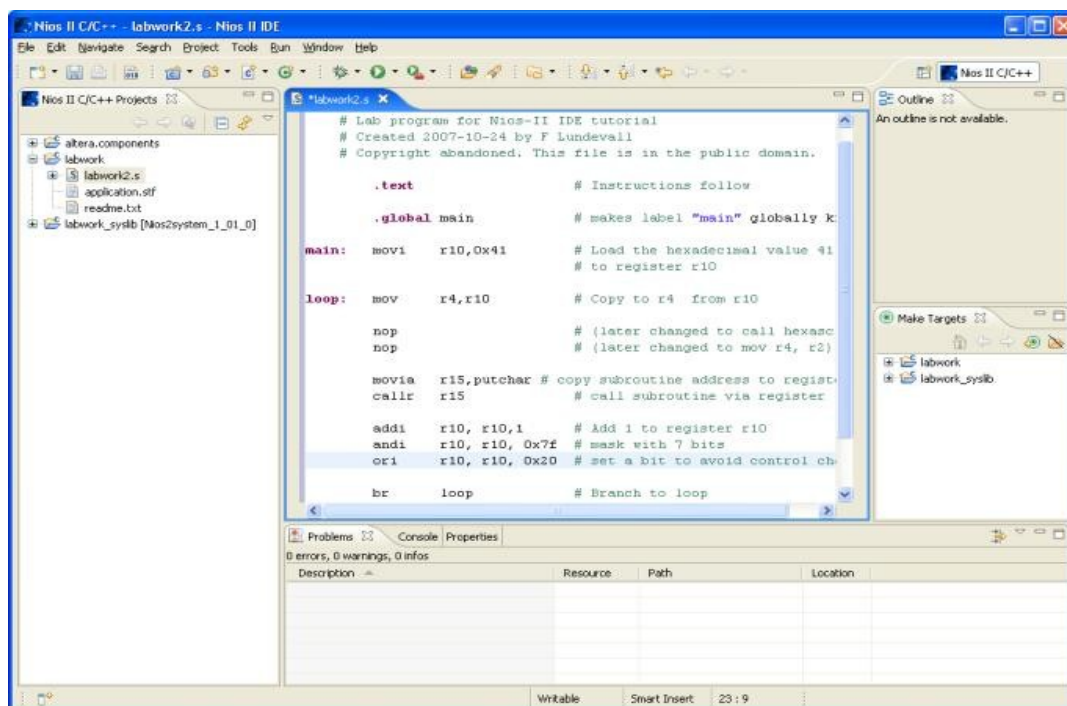 Nios II C/C++ - labwork2.s - Nios II IDE
File Edit Navigate Search Project Tools Run Window Help
Nios II C/C++
Nios II C/C++ Projects
altera.components
labwork
labwork2.s
application.stf
readme.txt
labwork_syslib [Nios2system_1_01_0]
*labwork2.s
# Lab program for Nios-II IDE tutorial
# Created 2007-10-24 by F Lundevall
# Copyright abandoned. This file is in the public domain.
.text # Instructions follow
.global main # makes label "main" globally k
main: movi r10,0x41 # Load the hexadecimal value 41
# to register r10
loop: mov r4,r10 # Copy to r4 from r10
nop # (later changed to call hexasc
nop # (later changed to mov r4, r2)
movia r15,putchar # copy subroutine address to regist
callr r15 # call subroutine via register
addi r10, r10,1 # Add 1 to register r10
andi r10, r10, 0x7f # mask with 7 bits
ori r10, r10, 0x20 # set a bit to avoid control ch
br loop # Branch to loop
Outline
An outline is not available.
Make Targets
labwork
labwork_syslib
Problems Console Properties
0 errors, 0 warnings, 0 infos
Description Resource Path Location
Writable Smart Insert 23 : 9